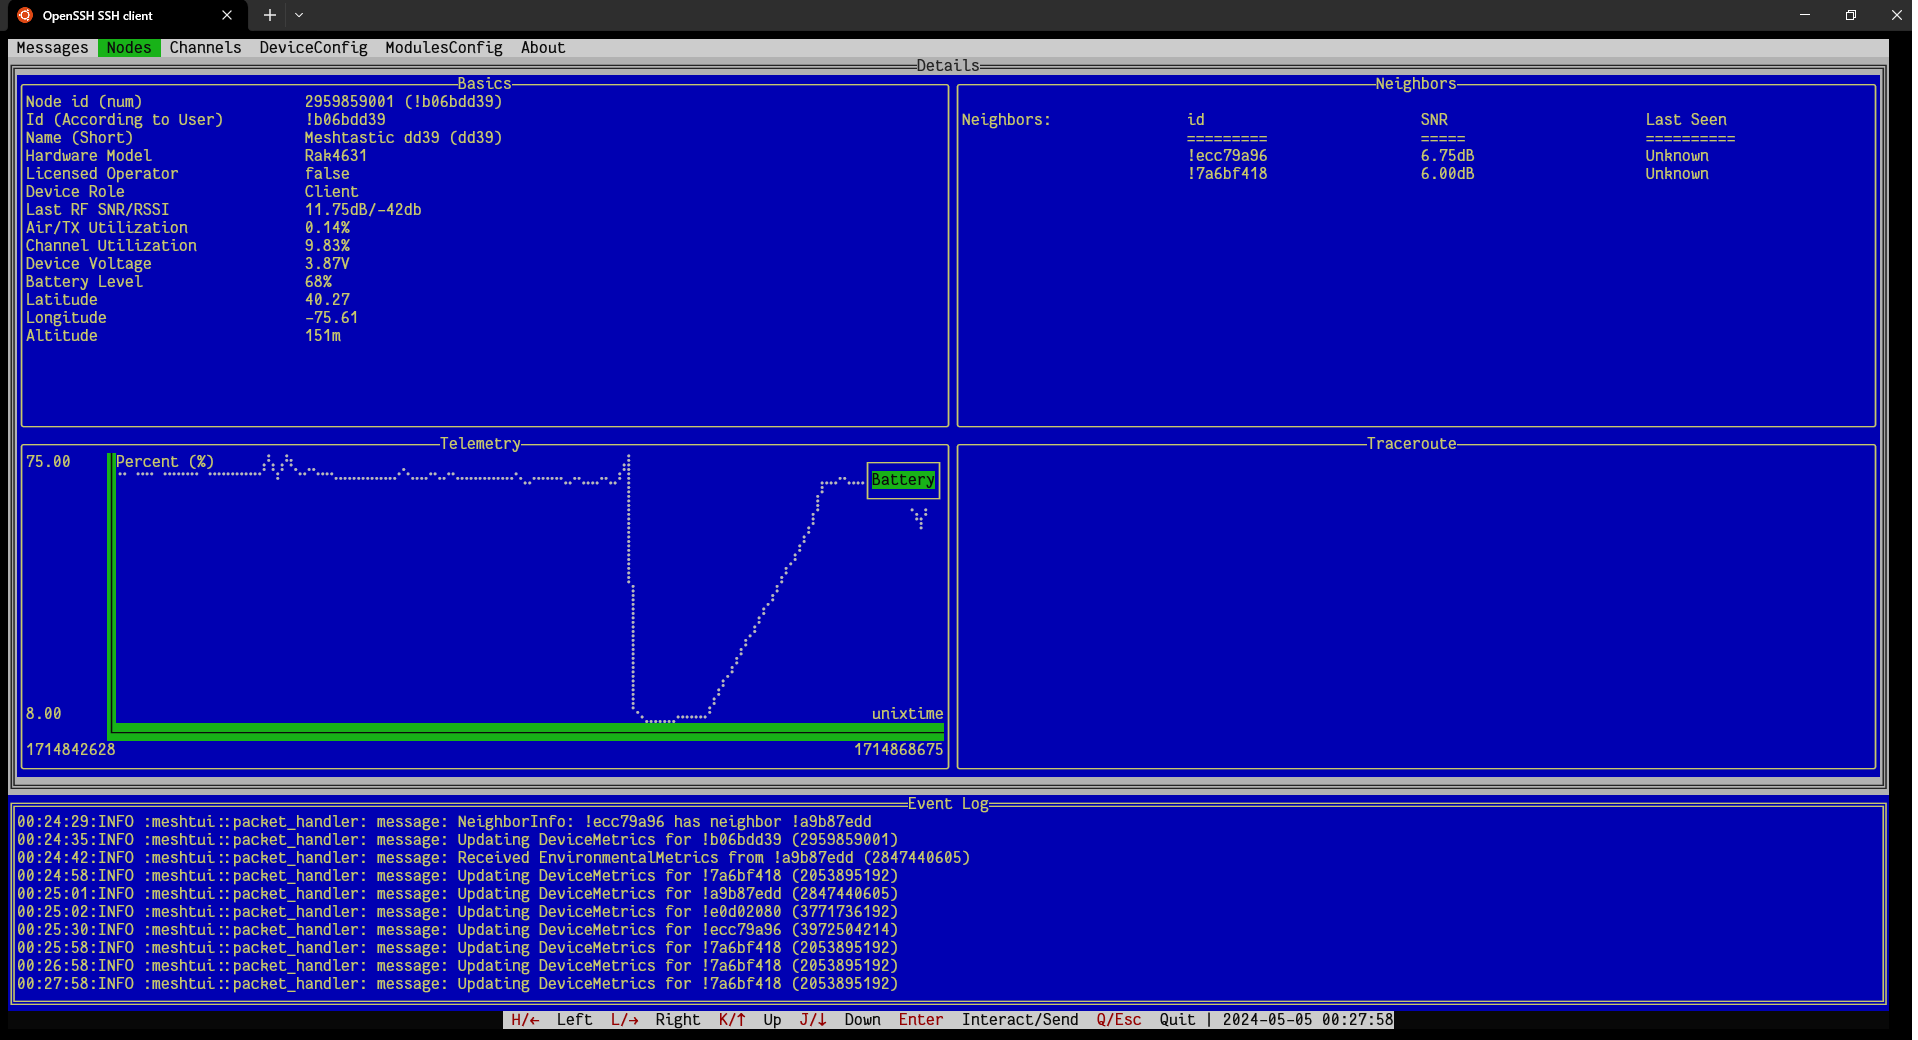 OpenSSH SSH client
Messages Nodes Channels DeviceConfig ModulesConfig About
Details
Basics
Node id (num) 2959859001 (!b06bdd39)
Id (According to User) !b06bdd39
Name (Short) Meshtastic dd39 (dd39)
Hardware Model Rak4631
Licensed Operator false
Device Role Client
Last RF SNR/RSSI 11.75dB/-42db
Air/TX Utilization 0.14%
Channel Utilization 9.83%
Device Voltage 3.87V
Battery Level 68%
Latitude 40.27
Longitude -75.61
Altitude 151m
Neighbors
Neighbors: id SNR Last Seen
========= ===== ==========
!ecc79a96 6.75dB Unknown
!7a6bf418 6.00dB Unknown
Telemetry
75.00 Percent (%)
Battery
8.00 unixtime
1714842628 1714868675
Traceroute
Event Log
00:24:29:INFO :meshtui::packet_handler: message: NeighborInfo: !ecc79a96 has neighbor !a9b87edd
00:24:35:INFO :meshtui::packet_handler: message: Updating DeviceMetrics for !b06bdd39 (2959859001)
00:24:42:INFO :meshtui::packet_handler: message: Received EnvironmentalMetrics from !a9b87edd (2847440605)
00:24:58:INFO :meshtui::packet_handler: message: Updating DeviceMetrics for !7a6bf418 (2053895192)
00:25:01:INFO :meshtui::packet_handler: message: Updating DeviceMetrics for !a9b87edd (2847440605)
00:25:02:INFO :meshtui::packet_handler: message: Updating DeviceMetrics for !e0d02080 (3771736192)
00:25:30:INFO :meshtui::packet_handler: message: Updating DeviceMetrics for !ecc79a96 (3972504214)
00:25:58:INFO :meshtui::packet_handler: message: Updating DeviceMetrics for !7a6bf418 (2053895192)
00:26:58:INFO :meshtui::packet_handler: message: Updating DeviceMetrics for !7a6bf418 (2053895192)
00:27:58:INFO :meshtui::packet_handler: message: Updating DeviceMetrics for !7a6bf418 (2053895192)
H/← Left L/→ Right K/↑ Up J/↓ Down Enter Interact/Send Q/Esc Quit | 2024-05-05 00:27:58